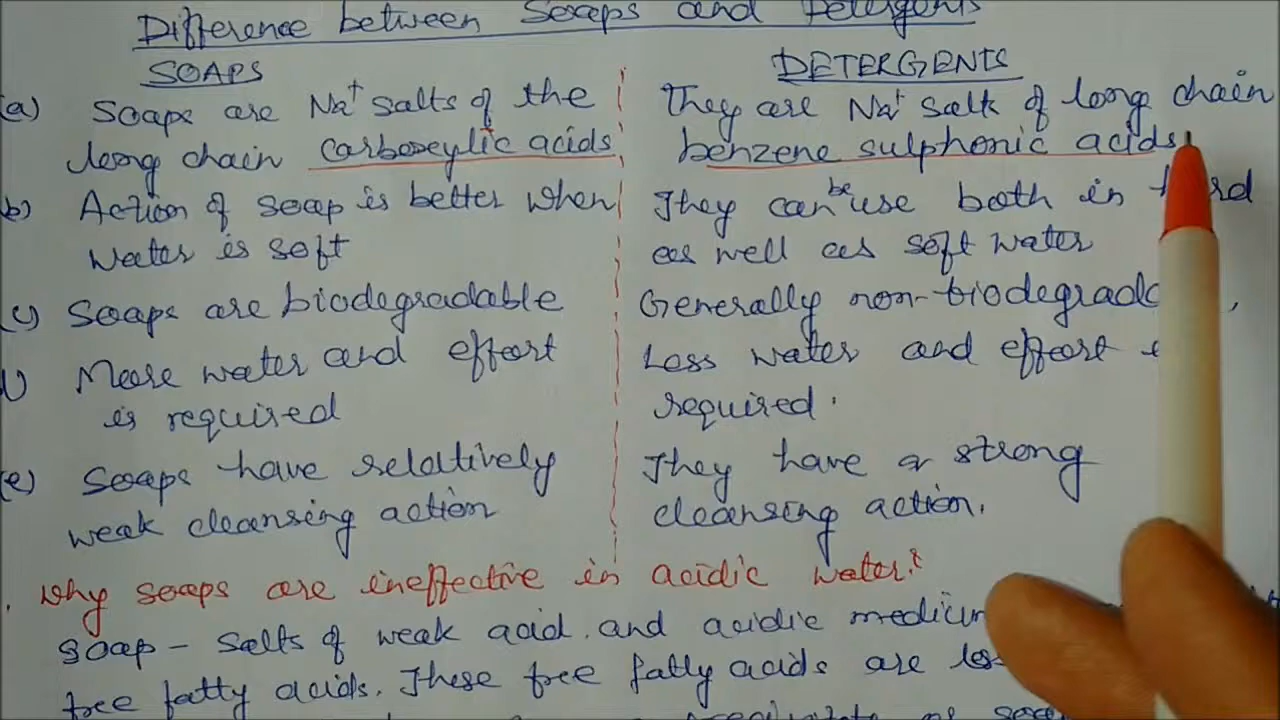 Difference between Soaps and Detergents
SOAPS
DETERGENTS
(a) Soaps are Na+ salts of the
long chain carboxylic acids
They are Na+ salt of long chain
benzene sulphonic acids
b) Action of soap is better when
water is soft
They can be use both in
as well as soft water
(c) Soaps are biodegradable
Generally non-biodegrada
More water and effort
is required
Less water and effort
required.
(e) Soaps have relatively
weak cleansing action
They have a strong
cleansing action.
Why soaps are ineffective in acidic water?
Soap - Salts of weak acid. and acidic medium
free fatty acids. These free fatty acids are